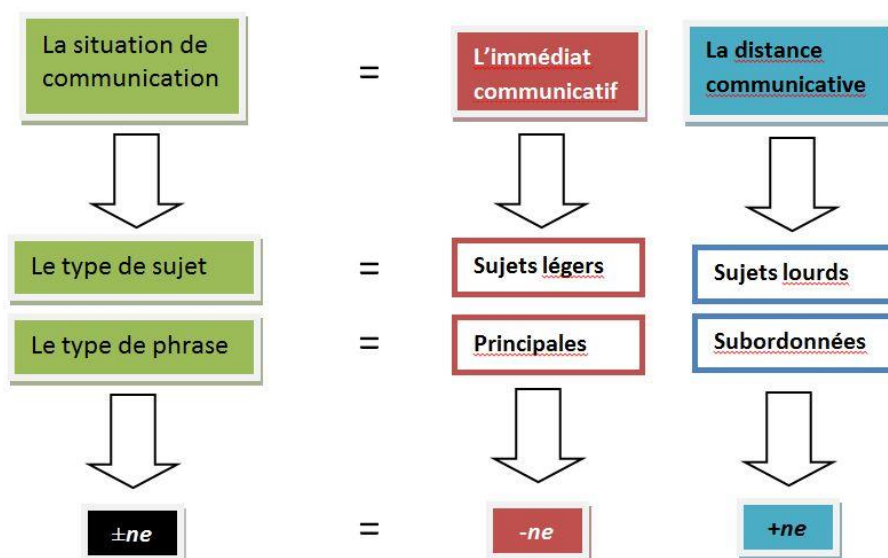 La situation de
communication
=
L'immédiat
communicatif
La distance
communicative
Le type de sujet
=
Sujets légers
Sujets lourds
Le type de phrase
=
Principales
Subordonnées
±ne
=
-ne
+ne